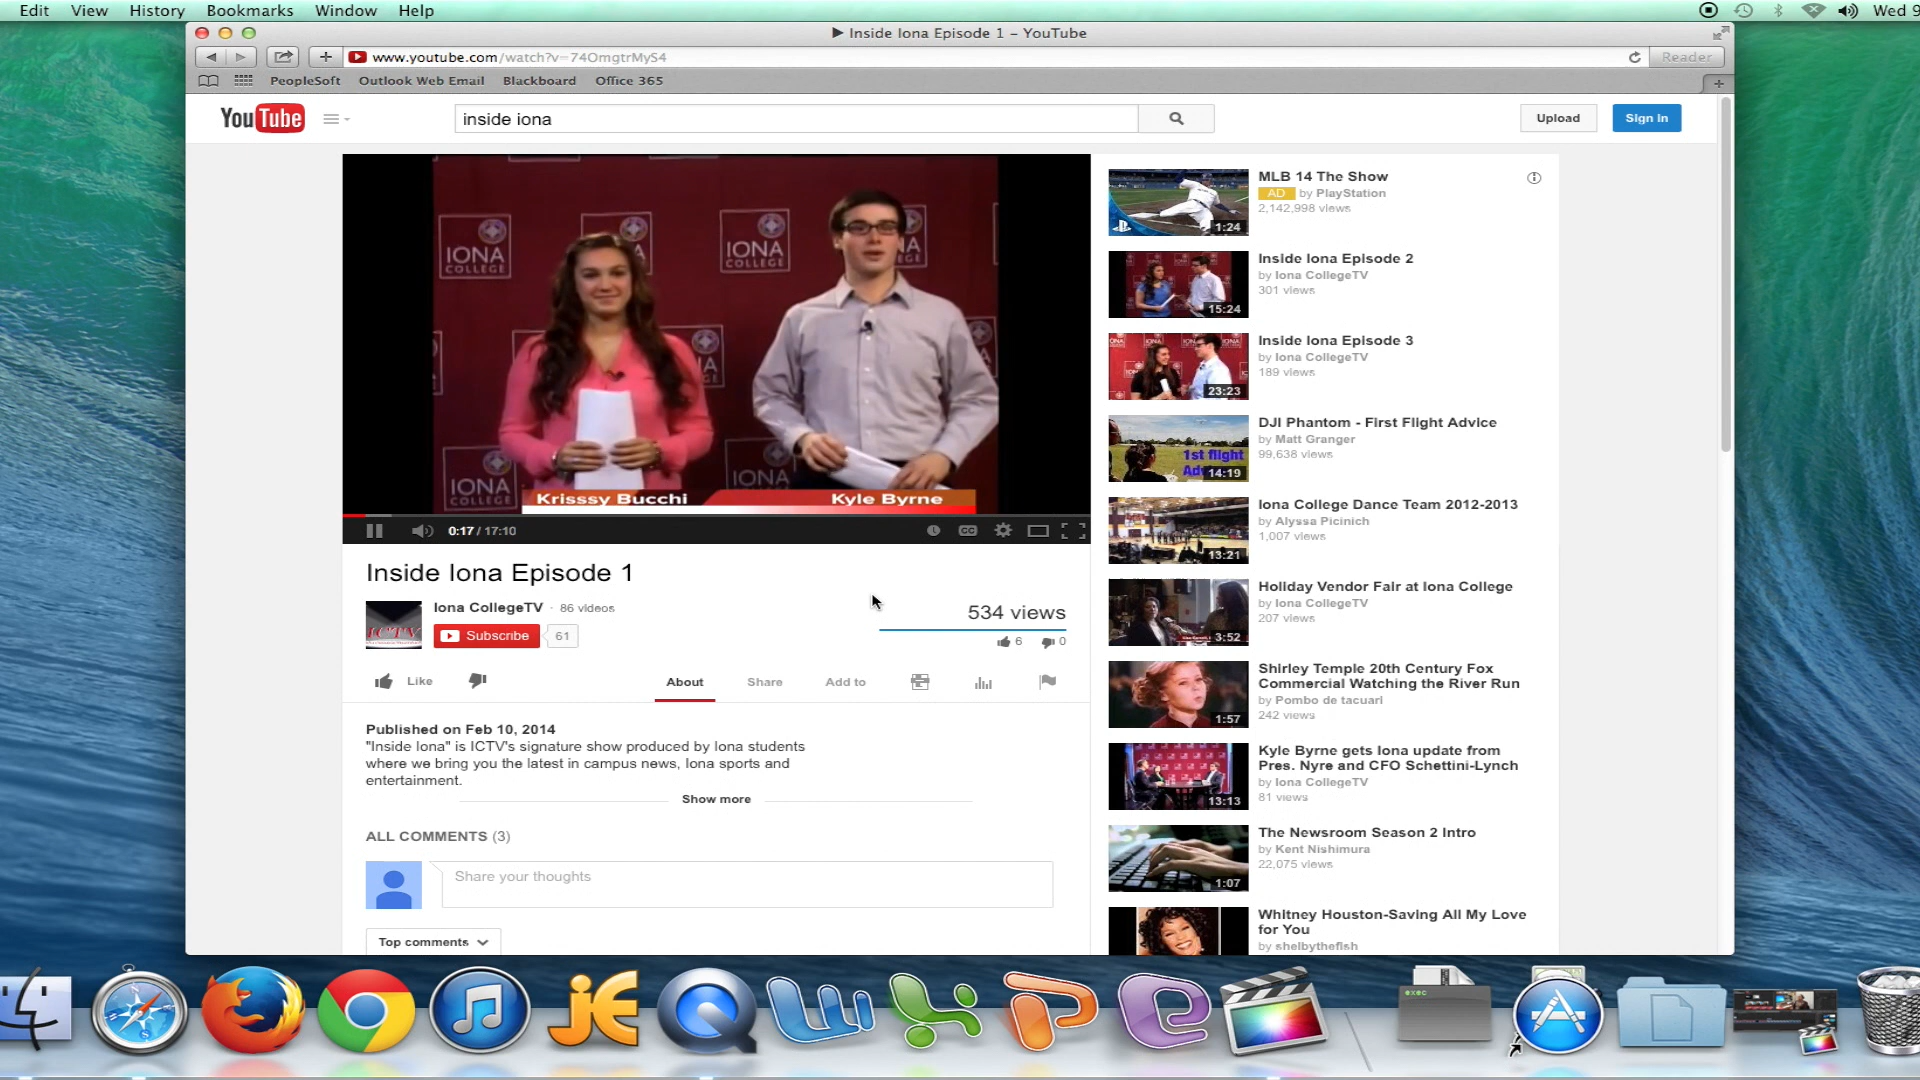 Edit View History Bookmarks Window Help Wed 9
▶ Inside Iona Episode 1 – YouTube
www.youtube.com/watch?v=74OmgtrMyS4 Reader
PeopleSoft Outlook Web Email Blackboard Office 365
YouTube inside iona Upload Sign In
IONA
COLLEGE
IONA
COLLEGE
IONA
COLLEGE
IONA
Krisssy Bucchi Kyle Byrne
0:17 / 17:10 CC
Inside Iona Episode 1
Iona CollegeTV · 86 videos
Subscribe 61
ICTV
534 views
6 0
Like About Share Add to
Published on Feb 10, 2014
"Inside Iona" is ICTV's signature show produced by Iona students
where we bring you the latest in campus news, Iona sports and
entertainment.
Show more
ALL COMMENTS (3)
Share your thoughts
Top comments
MLB 14 The Show
AD by PlayStation
2,142,998 views
1:24
Inside Iona Episode 2
by Iona CollegeTV
301 views
15:24
Inside Iona Episode 3
by Iona CollegeTV
189 views
23:23
DJI Phantom - First Flight Advice
by Matt Granger
99,638 views
1st flight
14:19
Iona College Dance Team 2012-2013
by Alyssa Picinich
1,007 views
13:21
Holiday Vendor Fair at Iona College
by Iona CollegeTV
207 views
3:52
Shirley Temple 20th Century Fox
Commercial Watching the River Run
by Pombo de tacuari
242 views
1:57
Kyle Byrne gets Iona update from
Pres. Nyre and CFO Schettini-Lynch
by Iona CollegeTV
81 views
13:13
The Newsroom Season 2 Intro
by Kent Nishimura
22,075 views
1:07
Whitney Houston-Saving All My Love
for You
by shelbythefish
exec